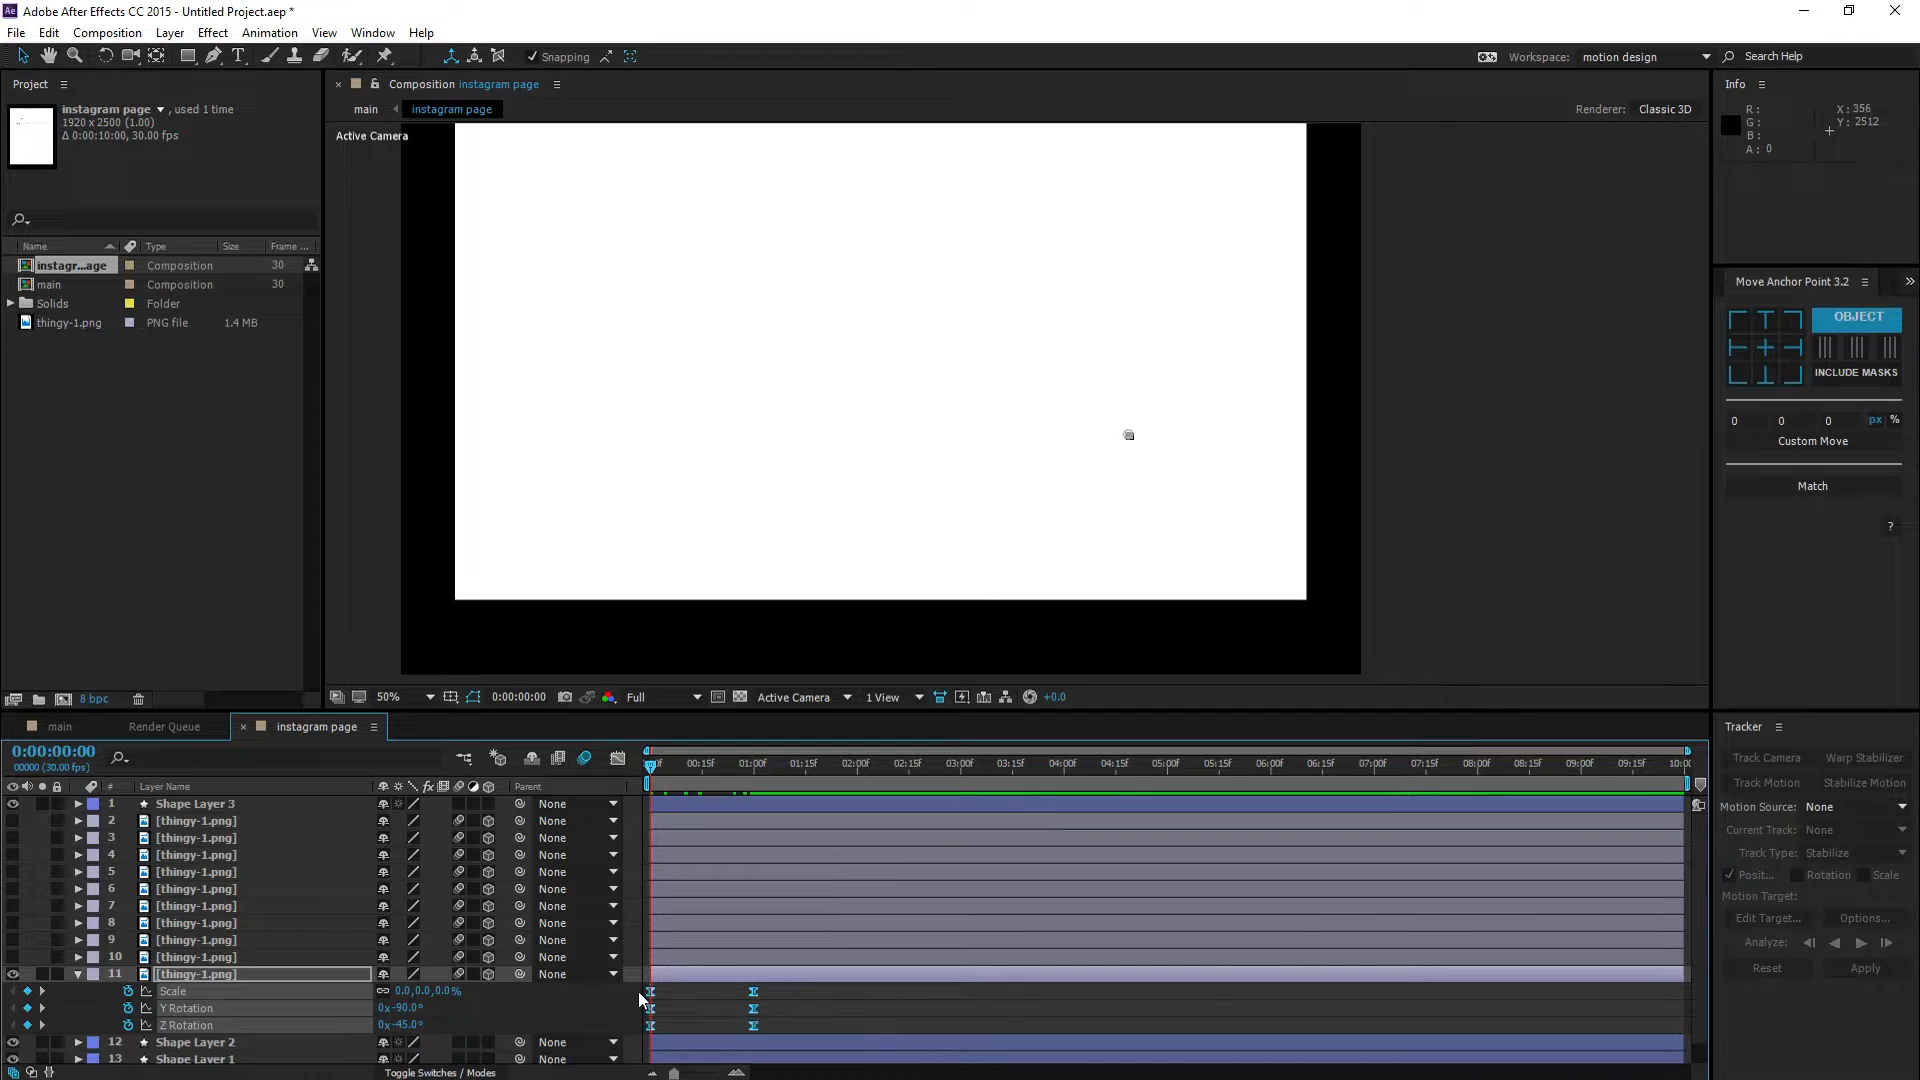 Adobe After Effects CC 2015 - Untitled Project.aep *
File Edit Composition Layer Effect Animation View Window Help
Snapping
Workspace: motion design
Search Help
Project
instagram page , used 1 time
1920 x 2500 (1.00)
Δ 0:00:10:00, 30.00 fps
Name Type Size Frame ...
instagr...age Composition 30
main Composition 30
Solids Folder
thingy-1.png PNG file 1.4 MB
8 bpc
Composition instagram page
main instagram page
Renderer: Classic 3D
Active Camera
50% 0:00:00:00 Full Active Camera 1 View +0.0
Info
R :
G :
B :
A : 0
X : 356
Y : 2512
Move Anchor Point 3.2
OBJECT
INCLUDE MASKS
0 0 0 px %
Custom Move
Match
?
main Render Queue instagram page
0:00:00:00
00000 (30.00 fps)
00:15f 01:00f 01:15f 02:00f 02:15f 03:00f 03:15f 04:00f 04:15f 05:00f 05:15f 06:00f 06:15f 07:00f 07:15f 08:00f 08:15f 09:00f 09:15f 10:00
# Layer Name Parent
1 Shape Layer 3 None
2 [thingy-1.png] None
3 [thingy-1.png] None
4 [thingy-1.png] None
5 [thingy-1.png] None
6 [thingy-1.png] None
7 [thingy-1.png] None
8 [thingy-1.png] None
9 [thingy-1.png] None
10 [thingy-1.png] None
11 [thingy-1.png] None
Scale 0.0,0.0,0.0%
Y Rotation 0x-90.0°
Z Rotation 0x-45.0°
12 Shape Layer 2 None
13 Shape Layer 1 None
Toggle Switches / Modes
Tracker
Track Camera Warp Stabilizer
Track Motion Stabilize Motion
Motion Source: None
Current Track: None
Track Type: Stabilize
Posit... Rotation Scale
Motion Target:
Edit Target... Options...
Analyze:
Reset Apply